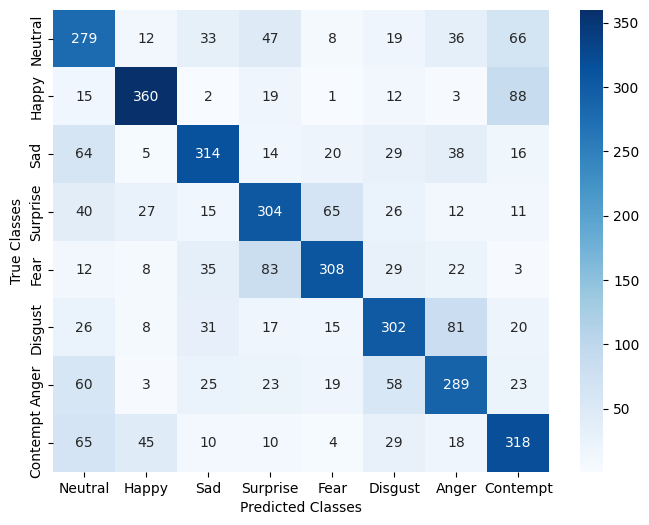 Neutral 279 12 33 47 8 19 36 66
Happy 15 360 2 19 1 12 3 88
Sad 64 5 314 14 20 29 38 16
Surprise 40 27 15 304 65 26 12 11
Fear 12 8 35 83 308 29 22 3
Disgust 26 8 31 17 15 302 81 20
Anger 60 3 25 23 19 58 289 23
Contempt 65 45 10 10 4 29 18 318
True Classes
Neutral Happy Sad Surprise Fear Disgust Anger Contempt
Predicted Classes
350
300
250
200
150
100
50